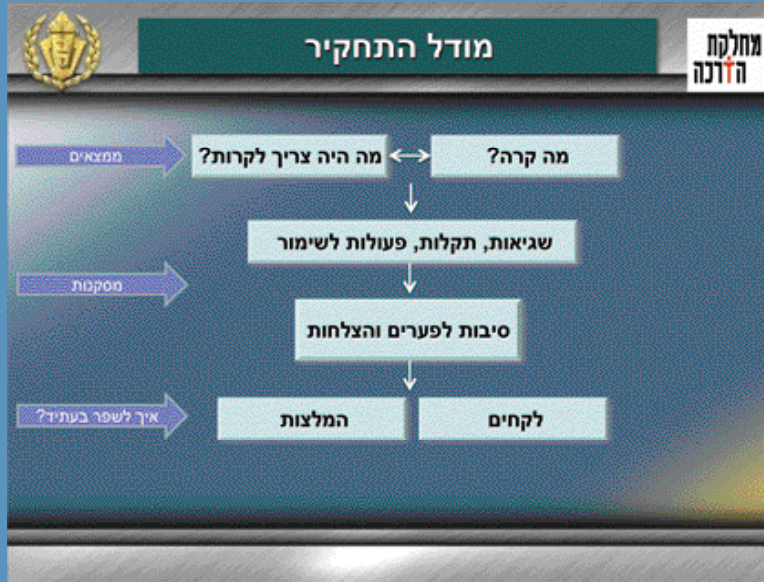 מודל התחקיר
מחלקת
הדרכה
מה קרה?
מה היה צריך לקרות?
ממצאים
שגיאות, תקלות, פעולות לשימור
מסקנות
סיבות לפערים והצלחות
לקחים
המלצות
איך לשפר בעתיד?